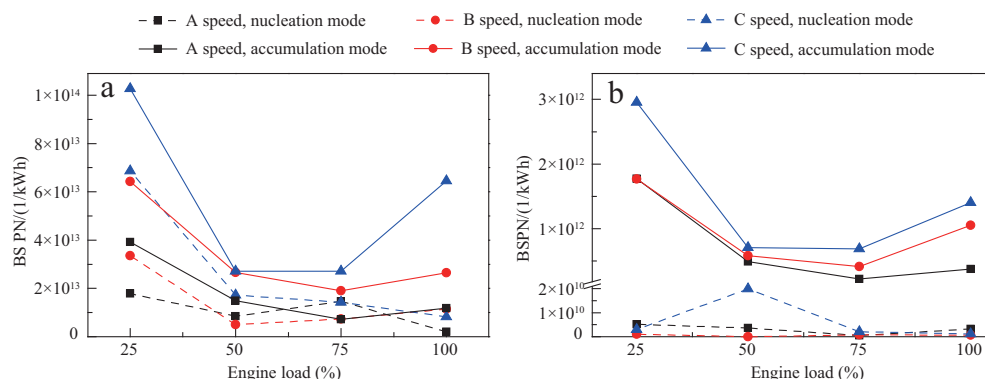 A speed, nucleation mode B speed, nucleation mode C speed, nucleation mode
A speed, accumulation mode B speed, accumulation mode C speed, accumulation mode
a
BS PN/(1/kWh)
1×10¹⁴
8×10¹³
6×10¹³
4×10¹³
2×10¹³
0
25 50 75 100
Engine load (%)
b
BSPN/(1/kWh)
3×10¹²
2×10¹²
1×10¹²
2×10¹⁰
1×10¹⁰
0
25 50 75 100
Engine load (%)